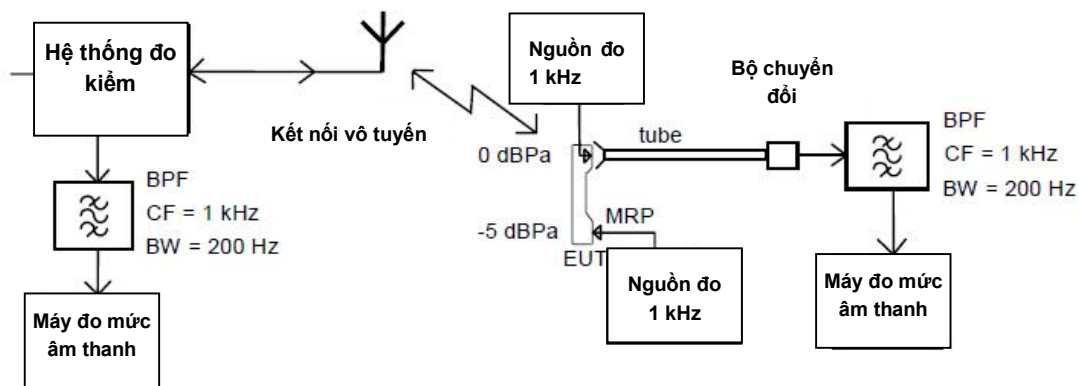 Hệ thống đo
kiểm
Kết nối vô tuyến
BPF
CF = 1 kHz
BW = 200 Hz
Máy đo mức
âm thanh
Nguồn đo
1 kHz
0 dBPa
tube
-5 dBPa
MRP
EUT
Nguồn đo
1 kHz
Bộ chuyển
đổi
BPF
CF = 1 kHz
BW = 200 Hz
Máy đo mức
âm thanh